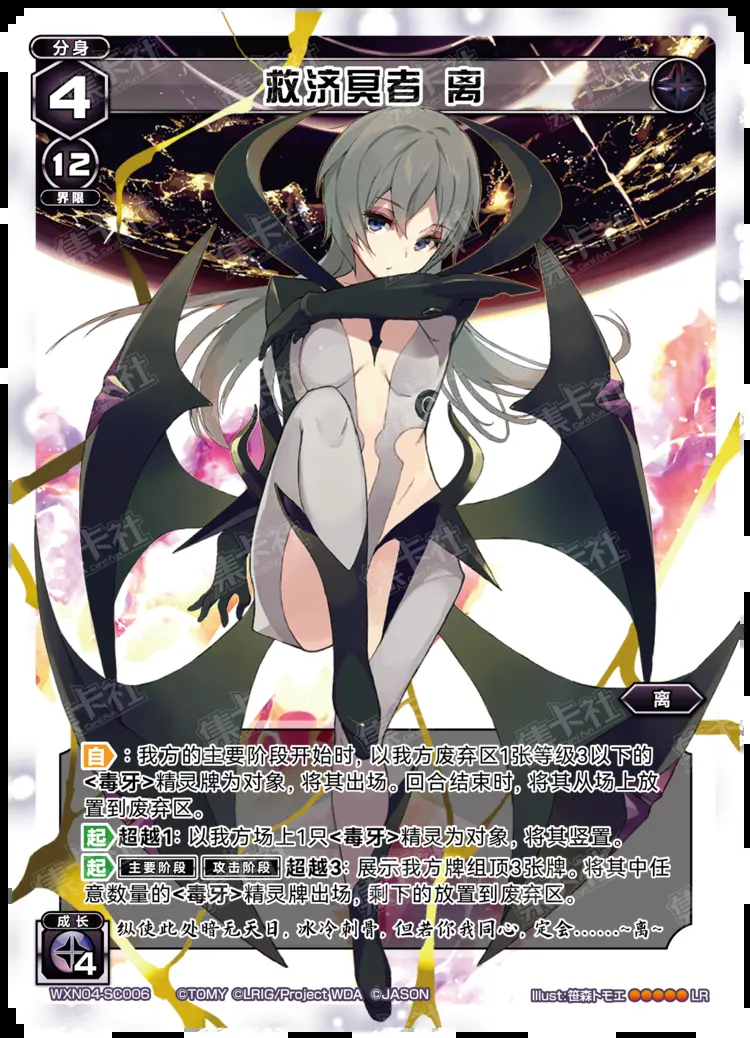 分身
4
救济冥者 离
12
界限
离
自：我方的主要阶段开始时，以我方废弃区1张等级3以下的
<毒牙>精灵牌为对象，将其出场。回合结束时，将其从场上放
置到废弃区。
起 超越1：以我方场上1只<毒牙>精灵为对象，将其竖置。
起 主要阶段 攻击阶段 超越3：展示我方牌组顶3张牌。将其中任
意数量的<毒牙>精灵牌出场，剩下的放置到废弃区。
成长
4
纵使此处暗无天日，冰冷刺骨，但若你我同心，定会......~离~
WXN04-SC006 ©TOMY ©LRIG/Project WDA ©JASON Illust:笹森トモエ LR
集卡社
Card Fun